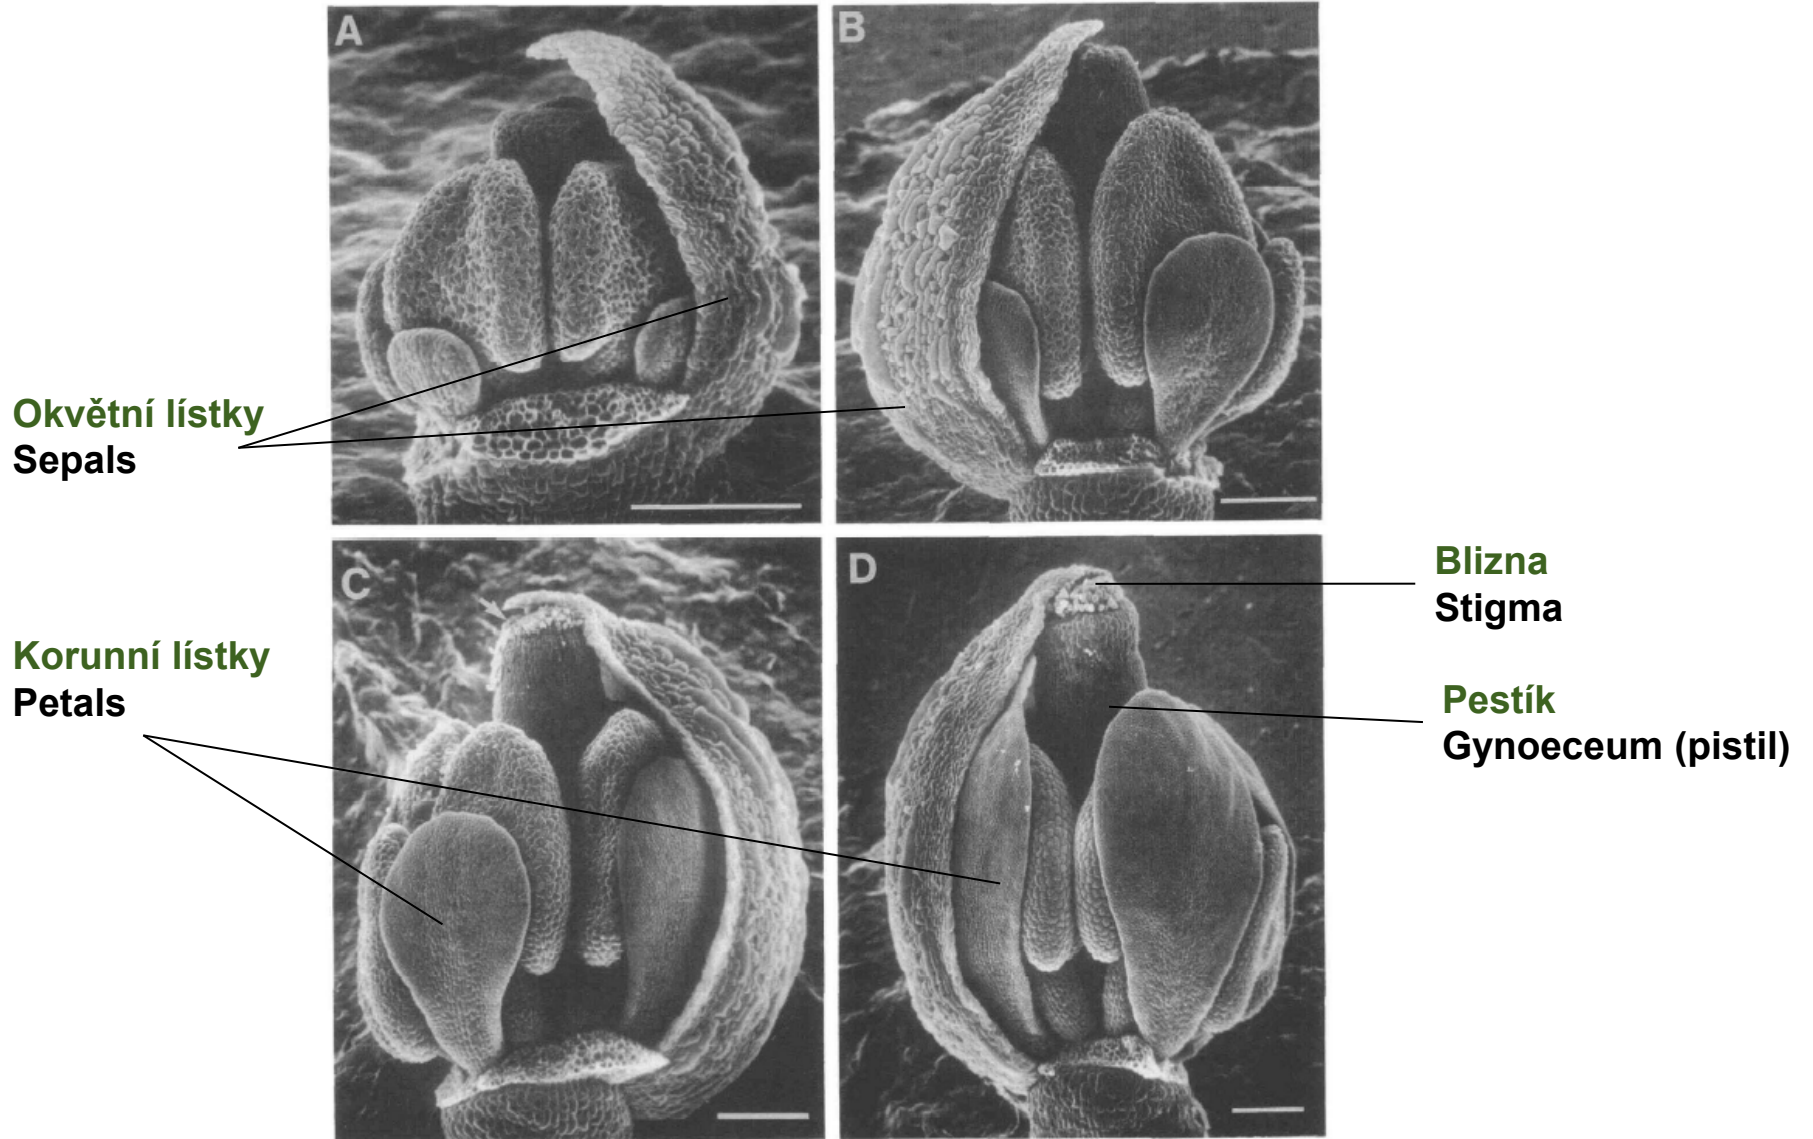 A
B
Okvětní lístky
Sepals
C
D
Blizna
Stigma
Korunní lístky
Petals
Pestík
Gynoeceum (pistil)